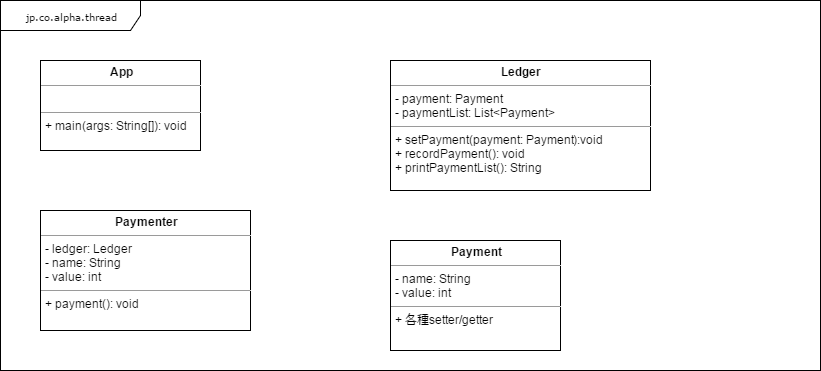 jp.co.alpha.thread
App
+ main(args: String[]): void
Ledger
- payment: Payment
- paymentList: List<Payment>
+ setPayment(payment: Payment):void
+ recordPayment(): void
+ printPaymentList(): String
Paymenter
- ledger: Ledger
- name: String
- value: int
+ payment(): void
Payment
- name: String
- value: int
+ 各種setter/getter